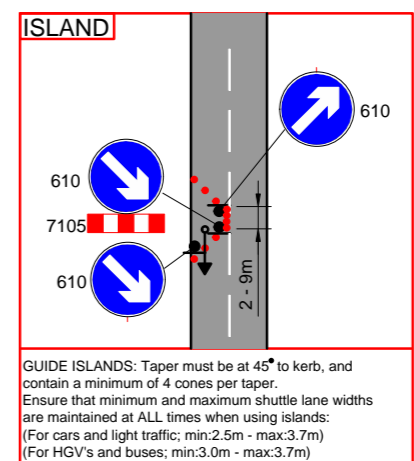 ISLAND
610
610
7105
610
2 - 9m
GUIDE ISLANDS: Taper must be at 45• to kerb, and
contain a minimum of 4 cones per taper.
Ensure that minimum and maximum shuttle lane widths
are maintained at ALL times when using islands:
(For cars and light traffic; min:2.5m - max:3.7m)
(For HGV's and buses; min:3.0m - max:3.7m)